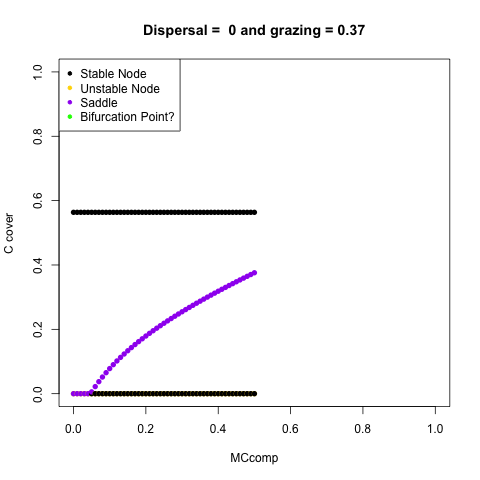 Dispersal =  0 and grazing = 0.37
Stable Node
Unstable Node
Saddle
Bifurcation Point?
C cover
1.0
0.8
0.6
0.4
0.2
0.0
0.0 0.2 0.4 0.6 0.8 1.0
MCcomp